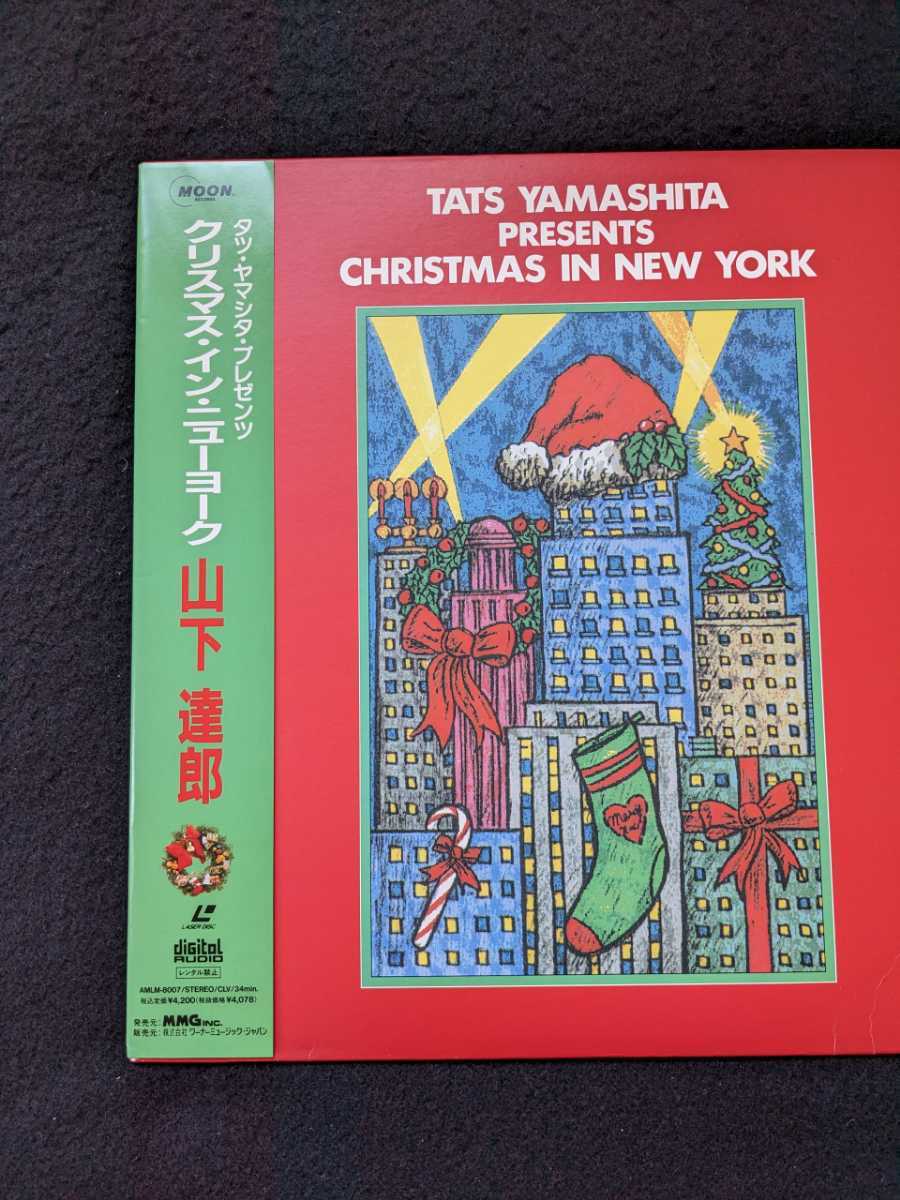 MOON
RECORDS
タツ・ヤマシタ・プレゼンツ
クリスマス・イン・ニューヨーク
山下 達郎
LASER DISC
digital
AUDIO
レンタル禁止
AMLM-8007/STEREO/CLV/34min.
税込定価¥4,200(税抜価格¥4,078)
発売元:MMG INC.
販売元:株式会社ワーナーミュージック・ジャパン
TATS YAMASHITA
PRESENTS
CHRISTMAS IN NEW YORK